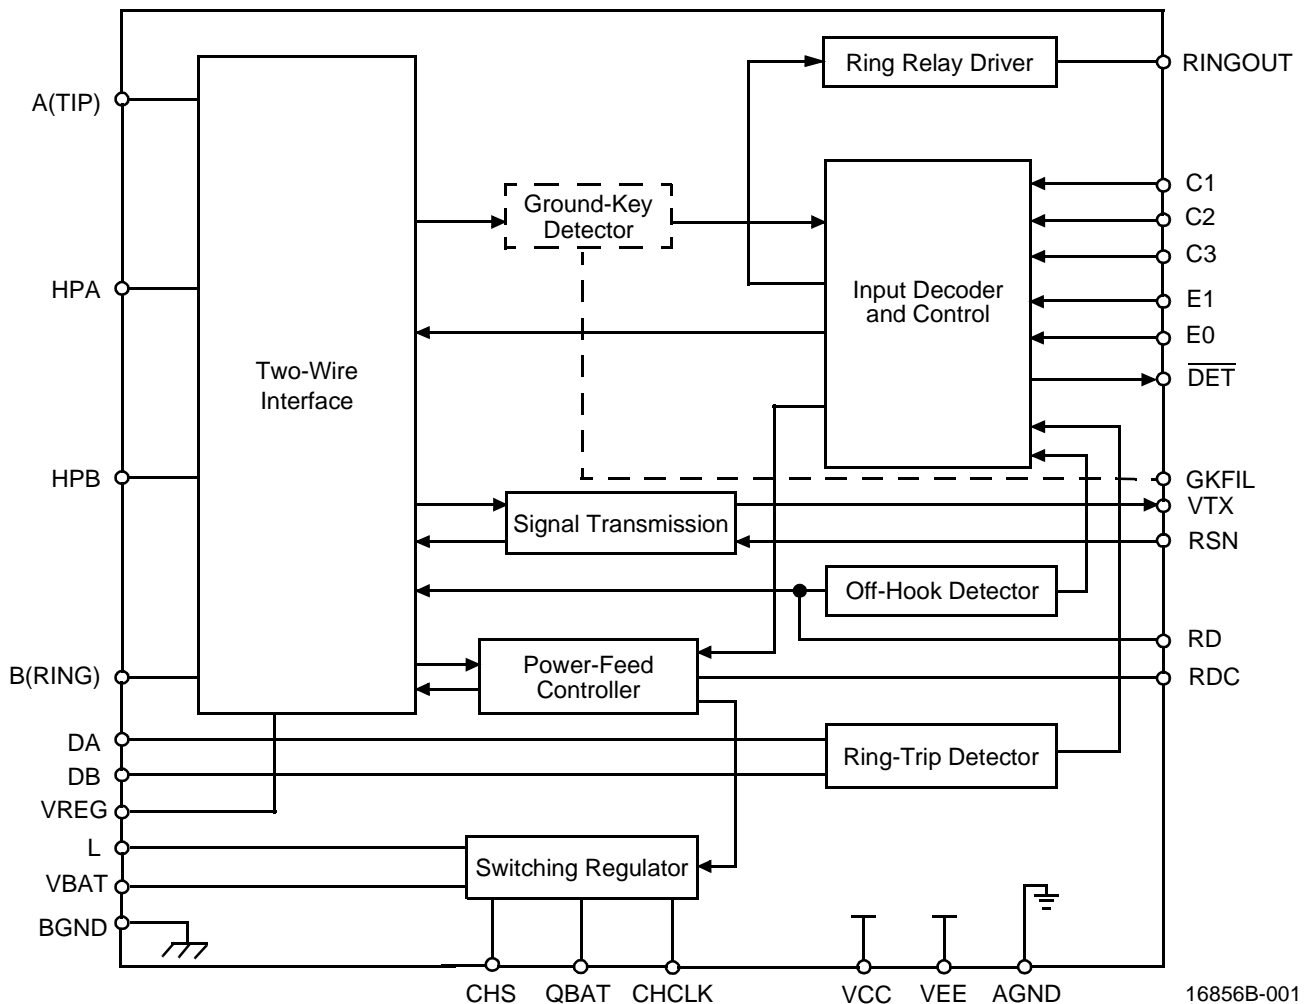 Ring Relay Driver
RINGOUT
A(TIP)
C1
Ground-Key
Detector
C2
C3
HPA
Input Decoder
and Control
E1
E0
Two-Wire
Interface
DET
HPB
GKFIL
VTX
Signal Transmission
RSN
Off-Hook Detector
RD
Power-Feed
Controller
B(RING)
RDC
DA
Ring-Trip Detector
DB
VREG
L
Switching Regulator
VBAT
BGND
CHS
QBAT
CHCLK
VCC
VEE
AGND
16856B-001